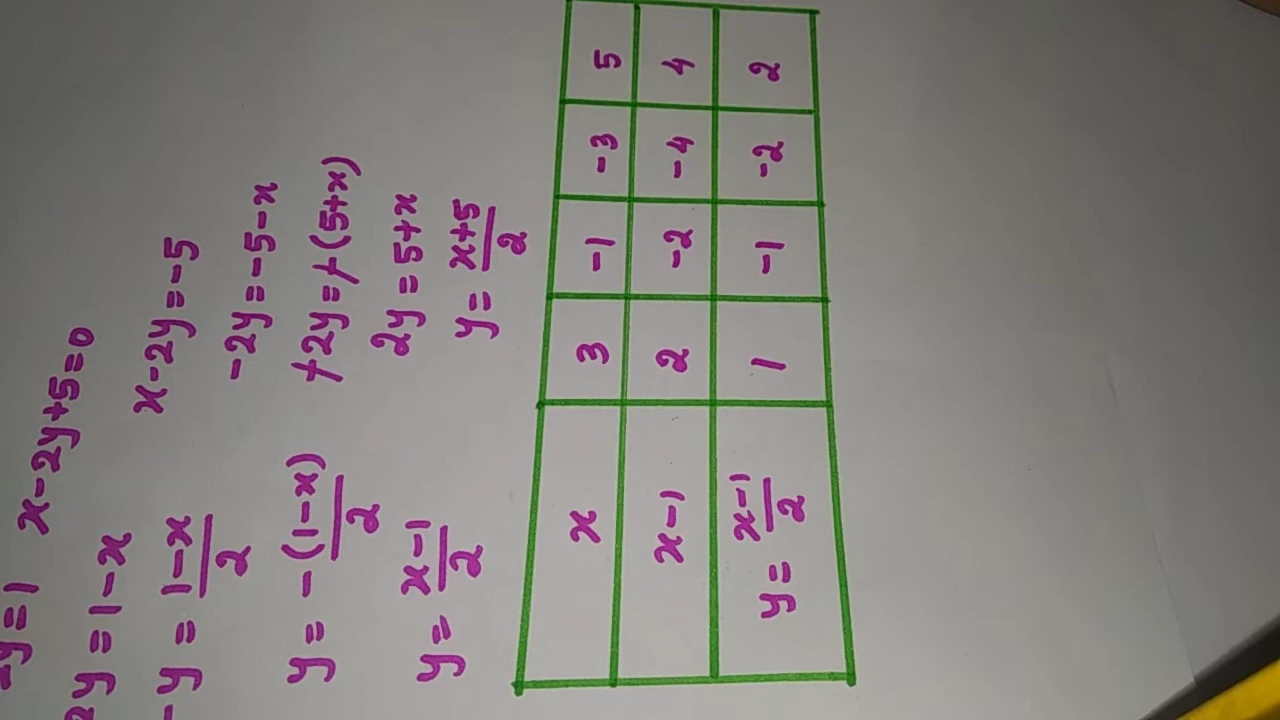 2y=1
2y=1-x
-y=1-x/2
y=-(1-x)/2
y=x-1/2
x-2y+5=0
x-2y=-5
-2y=-5-x
+2y=+(5+x)
2y=5+x
y=x+5/2
x 3 -1 -3 5
x-1 2 -2 -4 4
y=x-1/2 1 -1 -2 2